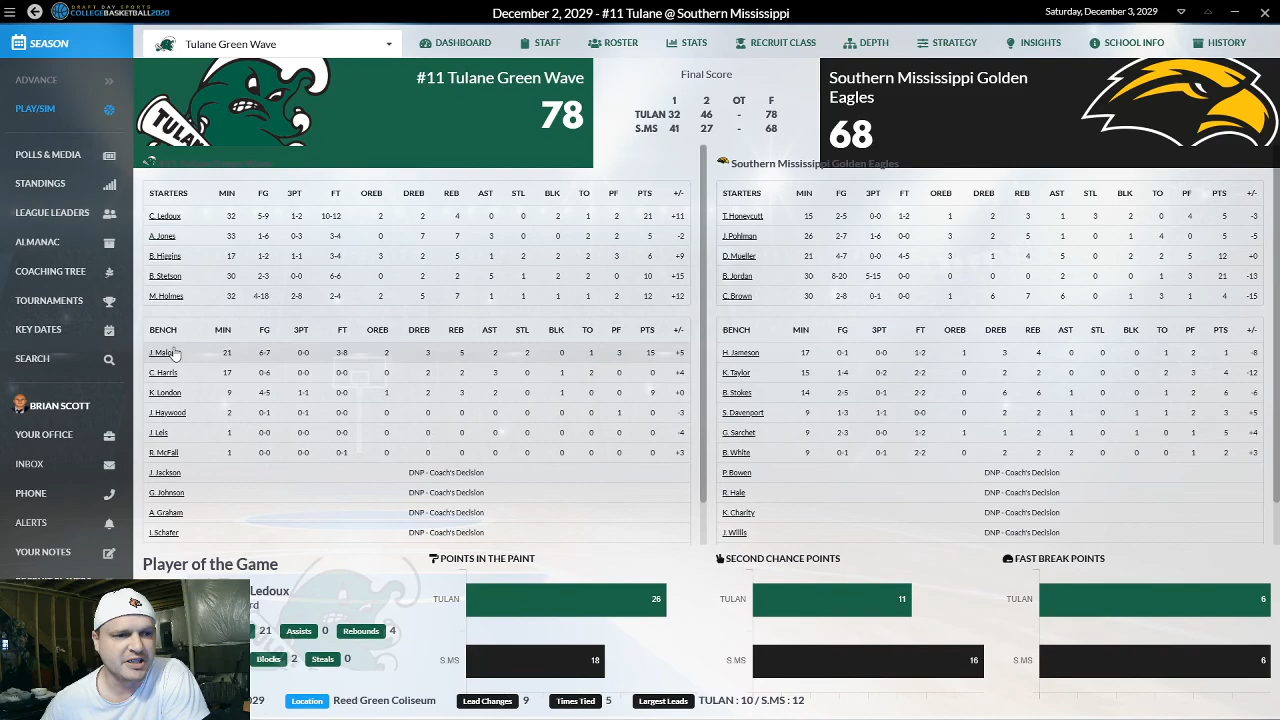 DRAFT DAY SPORTS
COLLEGE BASKETBALL 2020
December 2, 2029 - #11 Tulane @ Southern Mississippi
Saturday, December 3, 2029
SEASON
Tulane Green Wave
DASHBOARD STAFF ROSTER STATS RECRUIT CLASS DEPTH STRATEGY INSIGHTS SCHOOL INFO HISTORY
ADVANCE
PLAY/SIM
POLLS & MEDIA
STANDINGS
LEAGUE LEADERS
ALMANAC
COACHING TREE
TOURNAMENTS
KEY DATES
SEARCH
BRIAN SCOTT
YOUR OFFICE
INBOX
PHONE
ALERTS
YOUR NOTES
#11 Tulane Green Wave
78
TULAN
Final Score
1 2 OT F
TULAN 32 46 - 78
S.MS 41 27 - 68
Southern Mississippi Golden
Eagles
68
#11 Tulane Green Wave
STARTERS MIN FG 3PT FT OREB DREB REB AST STL BLK TO PF PTS +/-
C. Ledoux 32 5-9 1-2 10-12 2 2 4 0 0 2 1 2 21 +11
A. Jones 33 1-6 0-3 3-4 0 7 7 3 0 0 2 2 5 -2
B. Higgins 17 1-2 1-1 3-4 3 2 5 1 0 0 2 3 6 +9
B. Stetson 30 2-3 0-0 6-6 0 2 2 5 1 2 2 0 10 +15
M. Holmes 32 4-18 2-8 2-4 2 5 7 1 1 1 1 2 12 +12
BENCH MIN FG 3PT FT OREB DREB REB AST STL BLK TO PF PTS +/-
21 6-7 0-0 3-8 2 3 5 2 2 0 1 3 15 +5
C. Harris 17 0-6 0-0 0-0 0 2 2 3 0 1 2 0 0 +4
K. London 9 4-5 1-1 0-0 1 2 3 2 0 1 0 0 9 +0
J. Haywood 2 0-1 0-0 0-0 0 0 0 0 0 0 0 1 0 -3
J. Lels 1 0-0 0-0 0-0 0 0 0 0 0 0 0 0 0 -4
R. McFall 1 0-0 0-0 0-1 0 0 0 0 0 0 0 0 0 +3
J. Jackson DNP - Coach's Decision
G. Johnson DNP - Coach's Decision
A. Graham DNP - Coach's Decision
I. Schafer DNP - Coach's Decision
Southern Mississippi Golden Eagles
STARTERS MIN FG 3PT FT OREB DREB REB AST STL BLK TO PF PTS +/-
T. Honeycutt 15 2-5 0-0 1-2 1 2 3 1 3 2 0 4 5 -3
J. Pohlman 26 2-7 1-6 0-0 3 2 5 1 0 1 4 0 5 -5
D. Mueller 21 4-7 0-0 4-5 3 1 4 0 0 1 2 5 12 +0
B. Jordan 30 8-20 5-15 0-0 0 0 0 2 0 0 1 3 21 -13
C. Brown 30 0-1 0-0 1 6 7 6 0 1 3 1 4 -15
BENCH MIN FG 3PT FT OREB DREB REB AST STL BLK TO PF PTS +/-
H. Jameson 17 0-1 0-0 1-2 1 3 4 0 0 0 1 2 1 -8
K. Taylor 15 1-4 0-2 2-2 0 0 0 0 0 0 2 3 4 -12
B. Stokes 14 2-5 0-0 2-2 0 6 6 1 0 1 2 2 6 -6
S. Davenport 9 1-3 1-1 0-0 0 2 2 1 0 0 1 1 3 +5
G. Sarchet 9 2-3 0-0 1-2 1 1 2 2 1 0 1 1 5 +4
B. White 9 0-1 0-1 2-2 0 2 2 2 0 0 0 1 2 +3
P. Bowen DNP - Coach's Decision
R. Hale DNP - Coach's Decision
K. Charity DNP - Coach's Decision
J. Willis DNP - Coach's Decision
Player of the Game
Ledoux
21 Assists 0 Rebounds 4
Blocks 2 Steals 0
POINTS IN THE PAINT
TULAN 26
S.MS 18
SECOND CHANCE POINTS
TULAN 11
S.MS 16
FAST BREAK POINTS
TULAN 6
S.MS 6
Location Reed Green Coliseum Lead Changes 9 Times Tied 5 Largest Leads TULAN : 10 / S.MS : 12